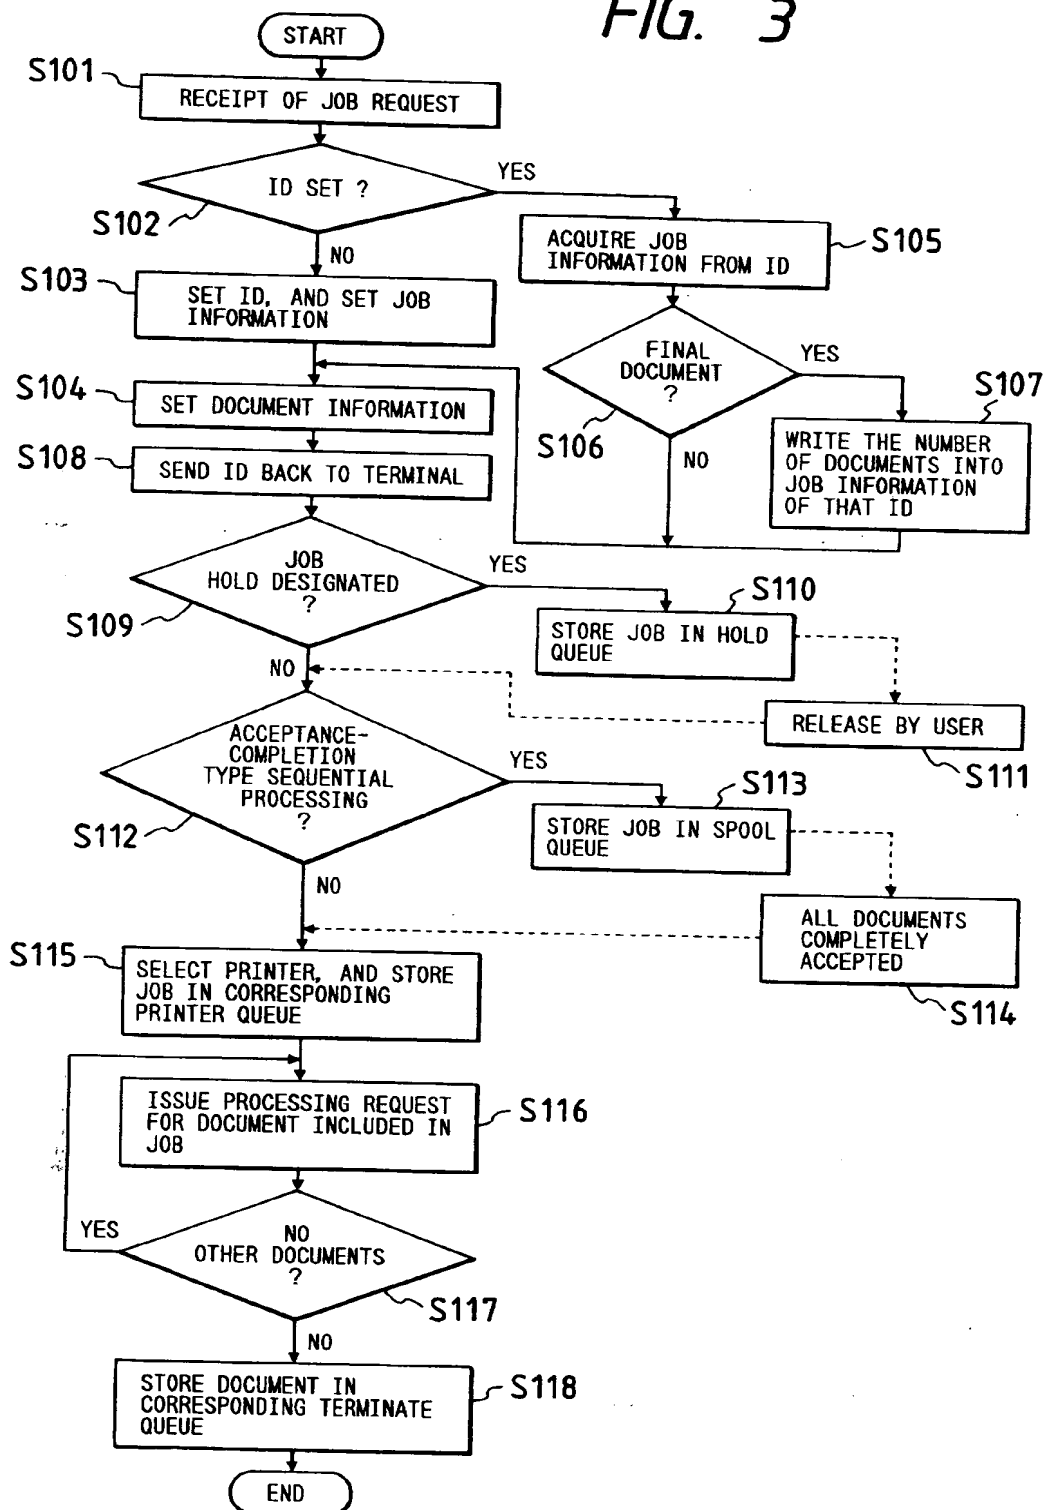 FIG. 3
START
S101
RECEIPT OF JOB REQUEST
ID SET ?
YES
S102
NO
S105
ACQUIRE JOB
INFORMATION FROM ID
S103
SET ID, AND SET JOB
INFORMATION
FINAL
DOCUMENT
?
YES
S106
NO
S107
WRITE THE NUMBER
OF DOCUMENTS INTO
JOB INFORMATION
OF THAT ID
S104
SET DOCUMENT INFORMATION
S108
SEND ID BACK TO TERMINAL
JOB
HOLD DESIGNATED
?
YES
S109
NO
S110
STORE JOB IN HOLD
QUEUE
RELEASE BY USER
S111
ACCEPTANCE-
COMPLETION
TYPE SEQUENTIAL
PROCESSING
?
YES
S112
NO
S113
STORE JOB IN SPOOL
QUEUE
ALL DOCUMENTS
COMPLETELY
ACCEPTED
S114
S115
SELECT PRINTER, AND STORE
JOB IN CORRESPONDING
PRINTER QUEUE
ISSUE PROCESSING REQUEST
FOR DOCUMENT INCLUDED IN
JOB
S116
YES
NO
OTHER DOCUMENTS
?
S117
NO
STORE DOCUMENT IN
CORRESPONDING TERMINATE
QUEUE
S118
END